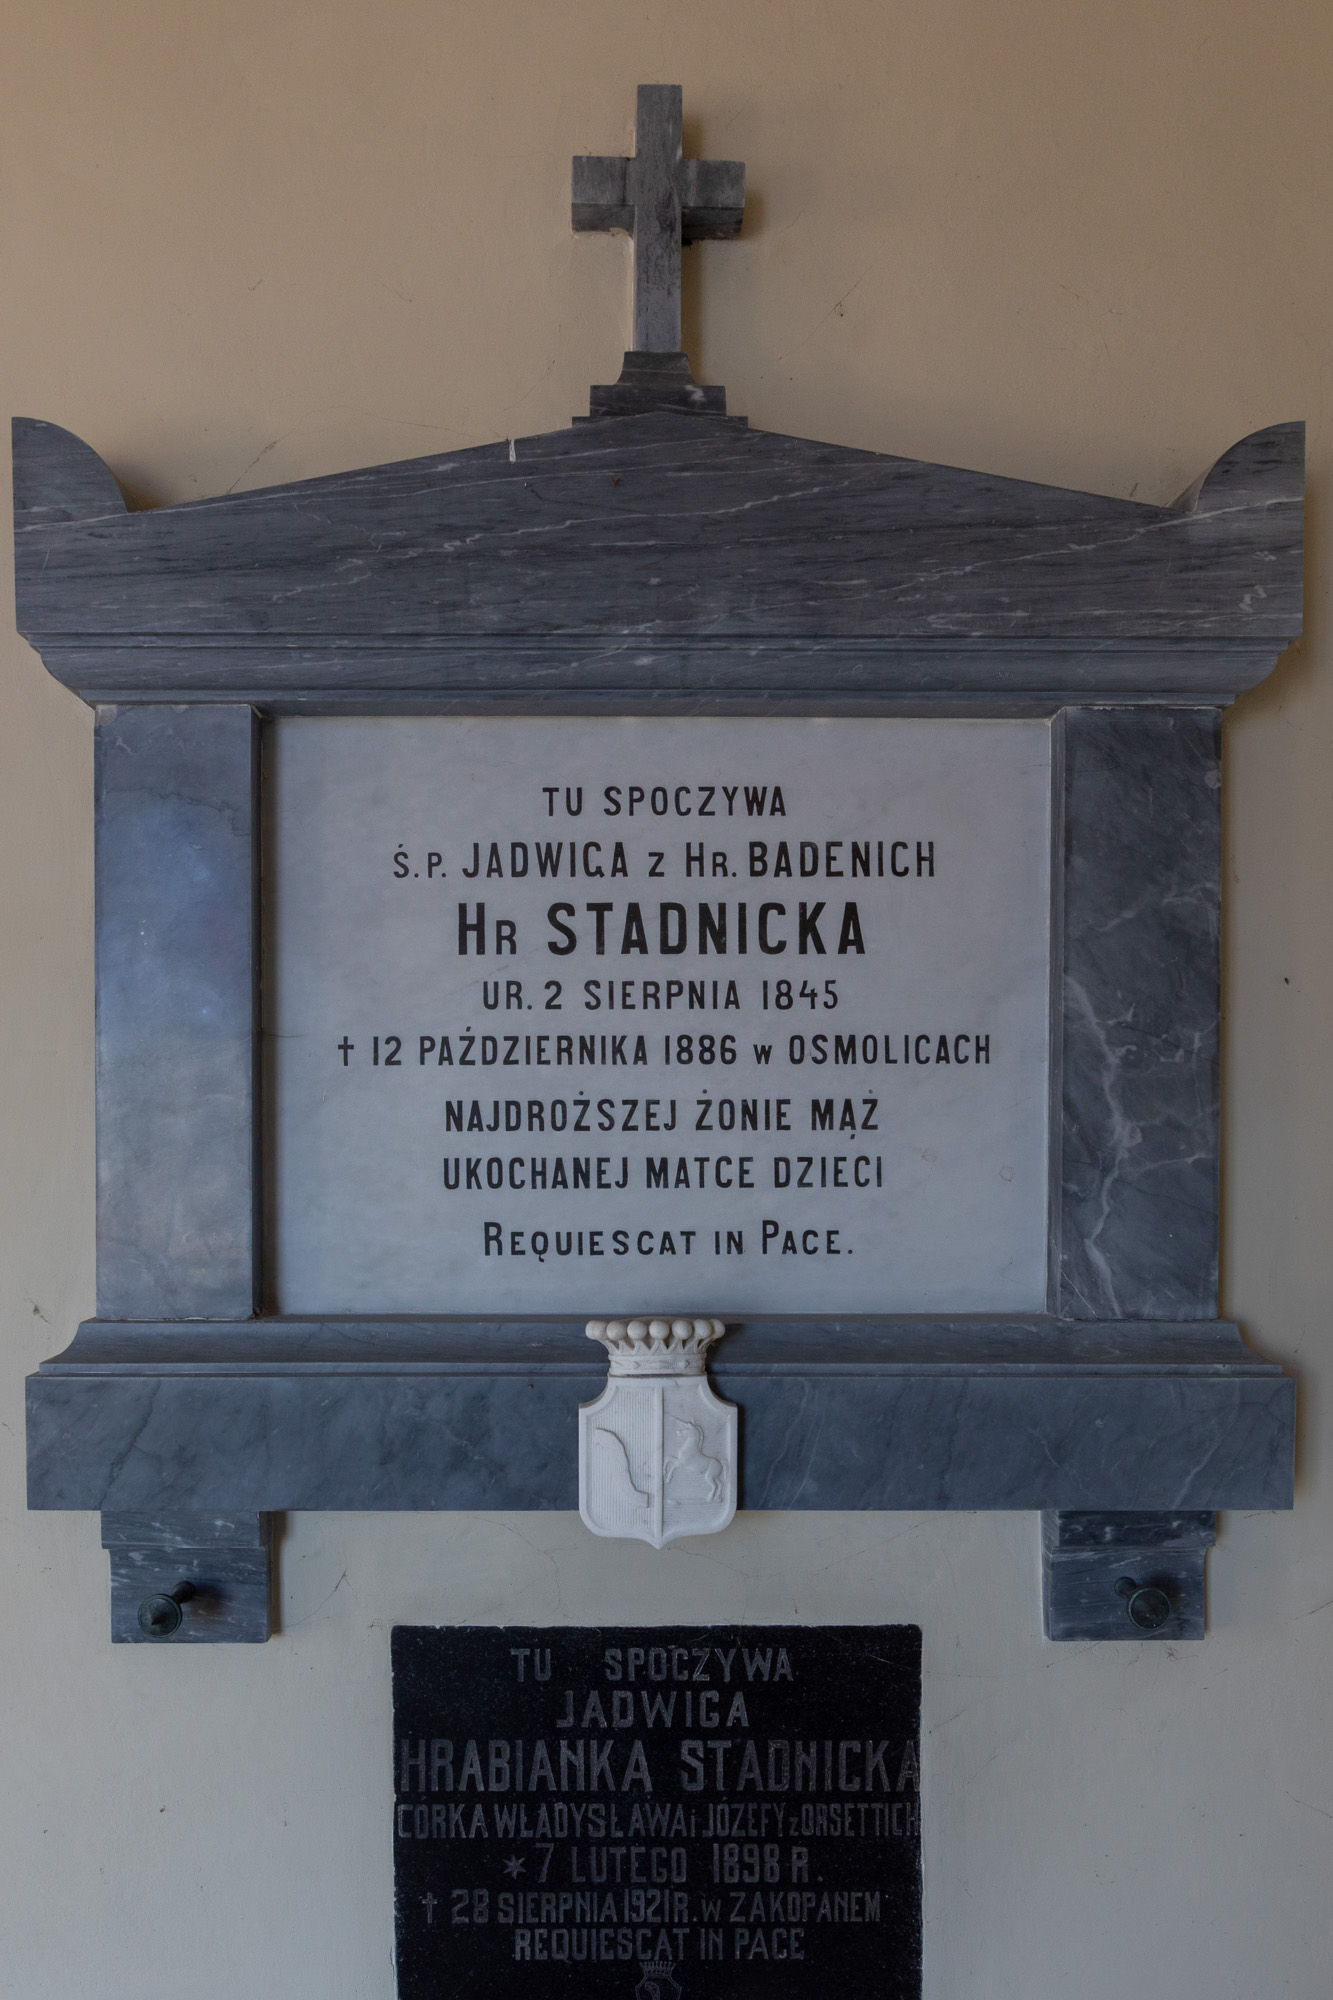 TU SPOCZYWA
Ś.P. JADWIGA Z HR. BADENICH
HR STADNICKA
UR. 2 SIERPNIA 1845
† 12 PAŹDZIERNIKA 1886 W OSMOLICACH
NAJDROŻSZEJ ŻONIE MĄŻ
UKOCHANEJ MATCE DZIECI
REQUIESCAT IN PACE.
TU SPOCZYWA
JADWIGA
HRABIANKA STADNICKA
CÓRKA WŁADYSŁAWA i JÓZEFY z ORSETTICH
* 7 LUTEGO 1898 R.
† 28 SIERPNIA 1921 R. W ZAKOPANEM
REQUIESCAT IN PACE